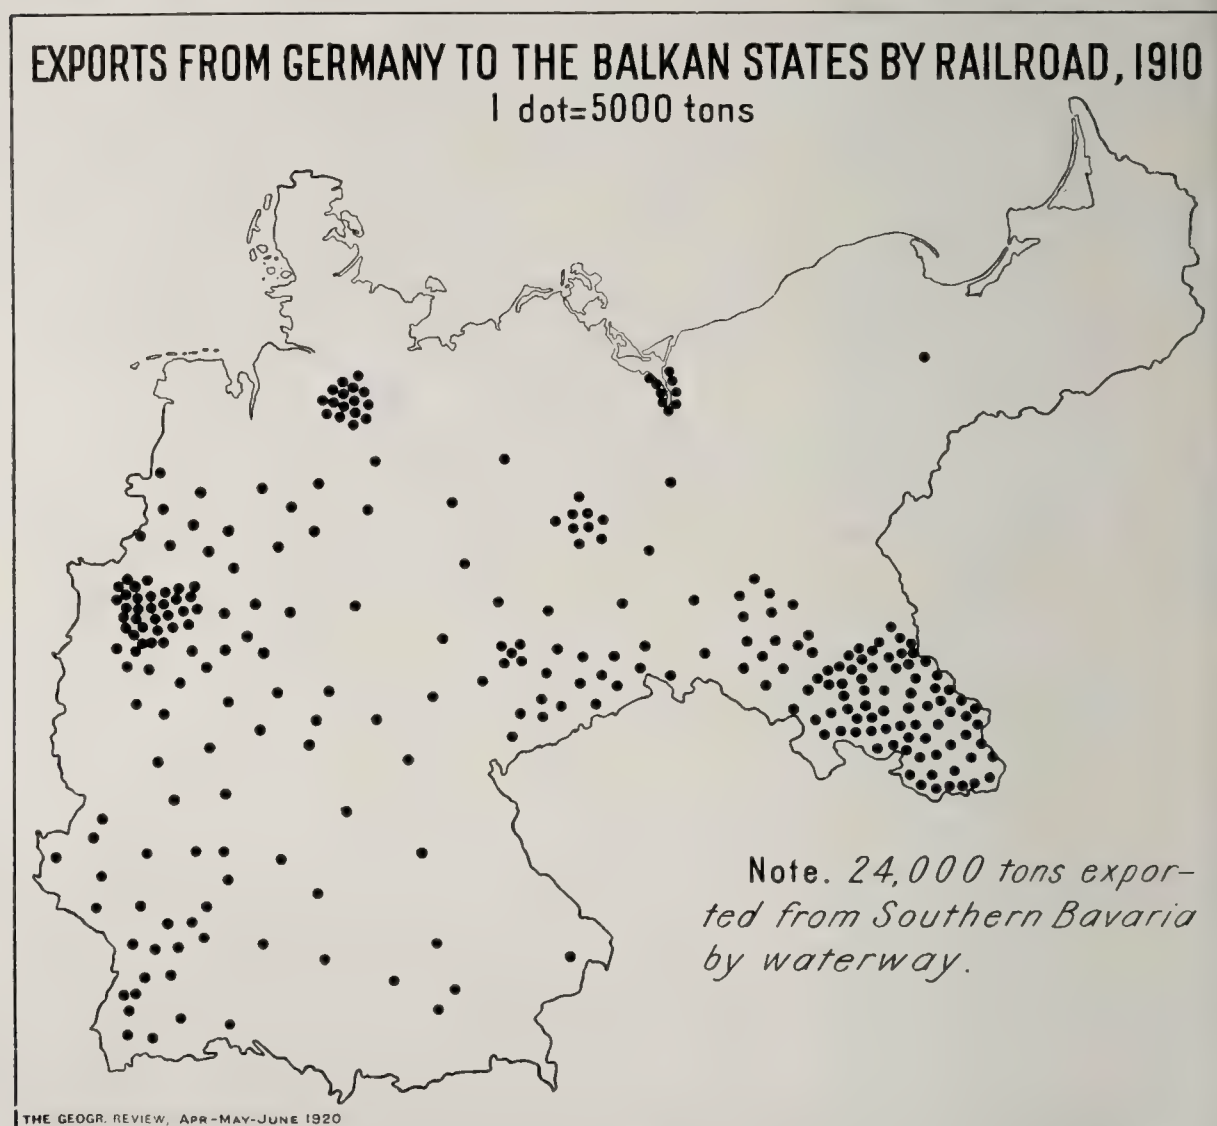 EXPORTS FROM GERMANY TO THE BALKAN STATES BY RAILROAD, 1910
1 dot=5000 tons
Note. 24,000 tons expor-
ted from Southern Bavaria
by waterway.
THE GEOGR. REVIEW, APR-MAY-JUNE 1920